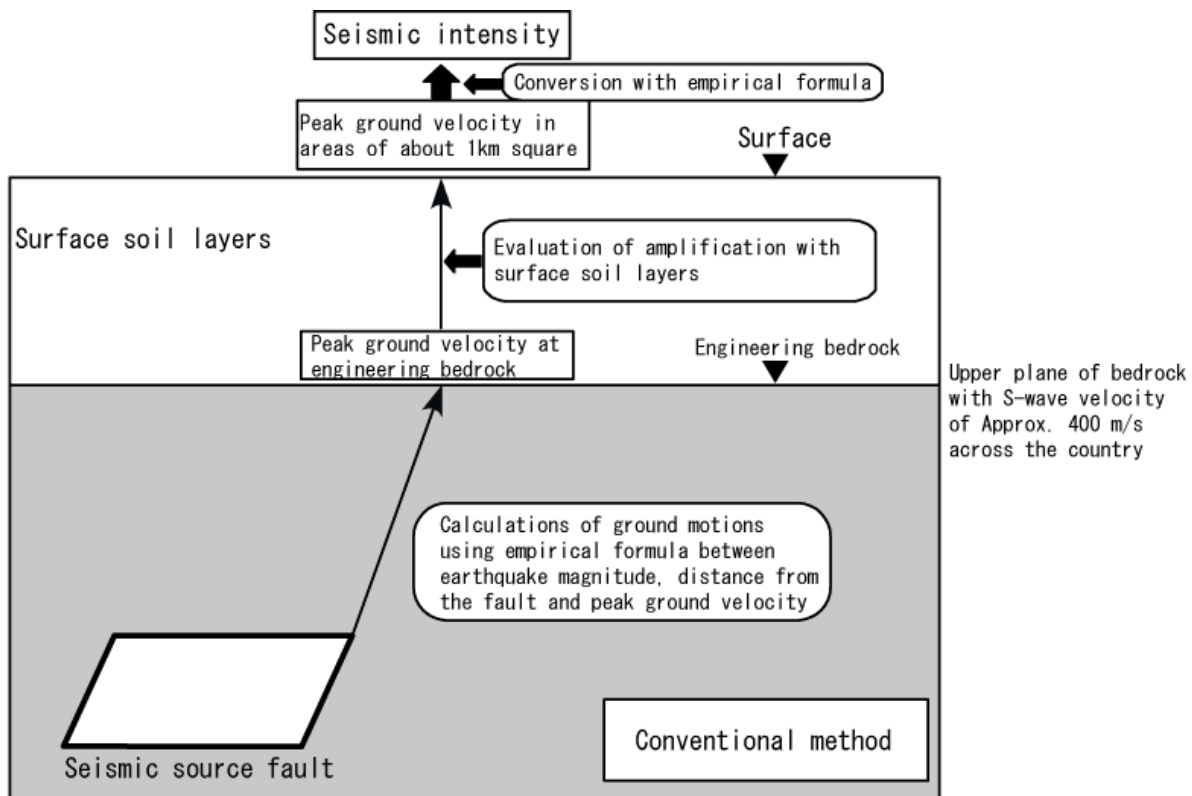 Seismic intensity
Conversion with empirical formula
Peak ground velocity in
areas of about 1km square
Surface
Surface soil layers
Evaluation of amplification with
surface soil layers
Peak ground velocity at
engineering bedrock
Engineering bedrock
Upper plane of bedrock
with S-wave velocity
of Approx. 400 m/s
across the country
Calculations of ground motions
using empirical formula between
earthquake magnitude, distance from
the fault and peak ground velocity
Seismic source fault
Conventional method